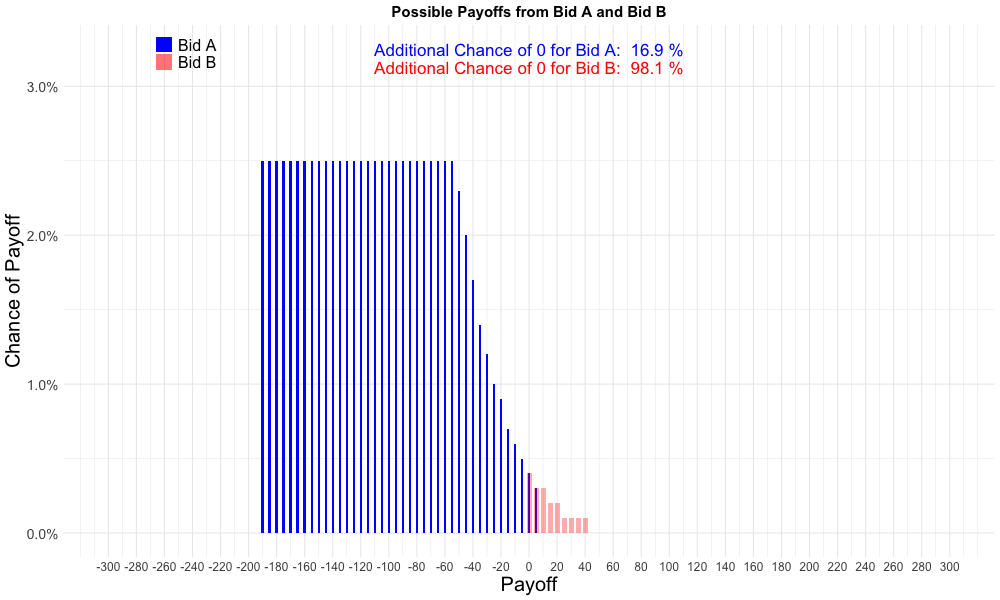 Possible Payoffs from Bid A and Bid B
Bid A
Bid B
Additional Chance of 0 for Bid A: 16.9 %
Additional Chance of 0 for Bid B: 98.1 %
Chance of Payoff
3.0%
2.0%
1.0%
0.0%
-300 -280 -260 -240 -220 -200 -180 -160 -140 -120 -100 -80 -60 -40 -20 0 20 40 60 80 100 120 140 160 180 200 220 240 260 280 300
Payoff